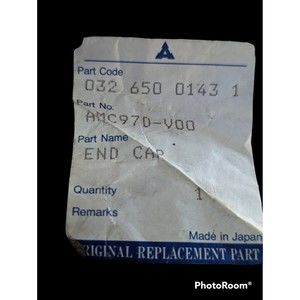 Part Code
032 650 0143 1
Part No.
AMC97D-V00
Part Name
END CAP
Quantity
1
Remarks
Made in Japan
ORIGINAL REPLACEMENT PART
PhotoRoom®